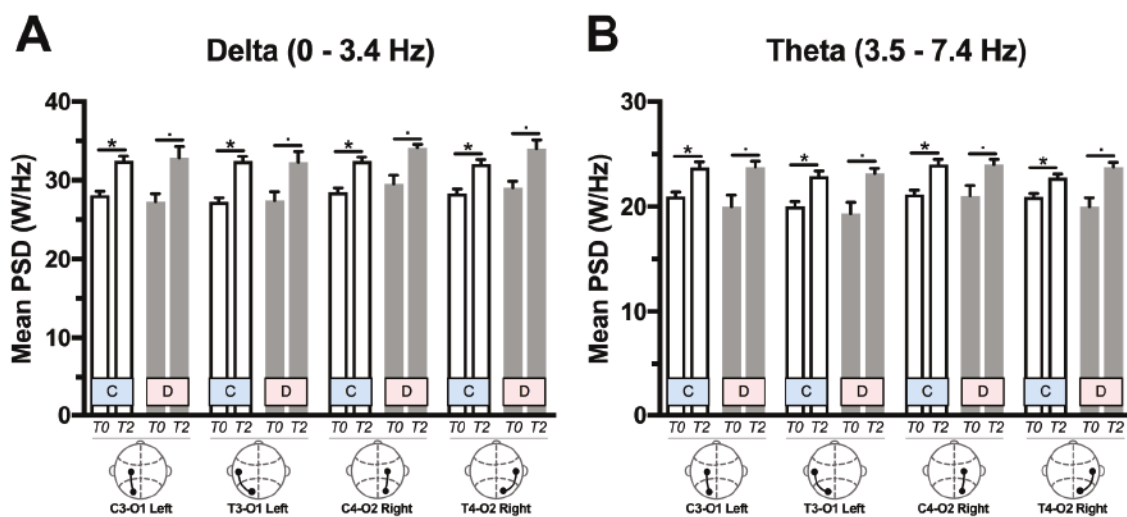 A
Delta (0 - 3.4 Hz)
Mean PSD (W/Hz)
40
30
20
10
0
* . * . * . * .
C D C D C D C D
T0 T2 T0 T2 T0 T2 T0 T2 T0 T2 T0 T2 T0 T2 T0 T2
C3-O1 Left T3-O1 Left C4-O2 Right T4-O2 Right
B
Theta (3.5 - 7.4 Hz)
Mean PSD (W/Hz)
30
20
10
0
* . * . * . * .
C D C D C D C D
T0 T2 T0 T2 T0 T2 T0 T2 T0 T2 T0 T2 T0 T2 T0 T2
C3-O1 Left T3-O1 Left C4-O2 Right T4-O2 Right